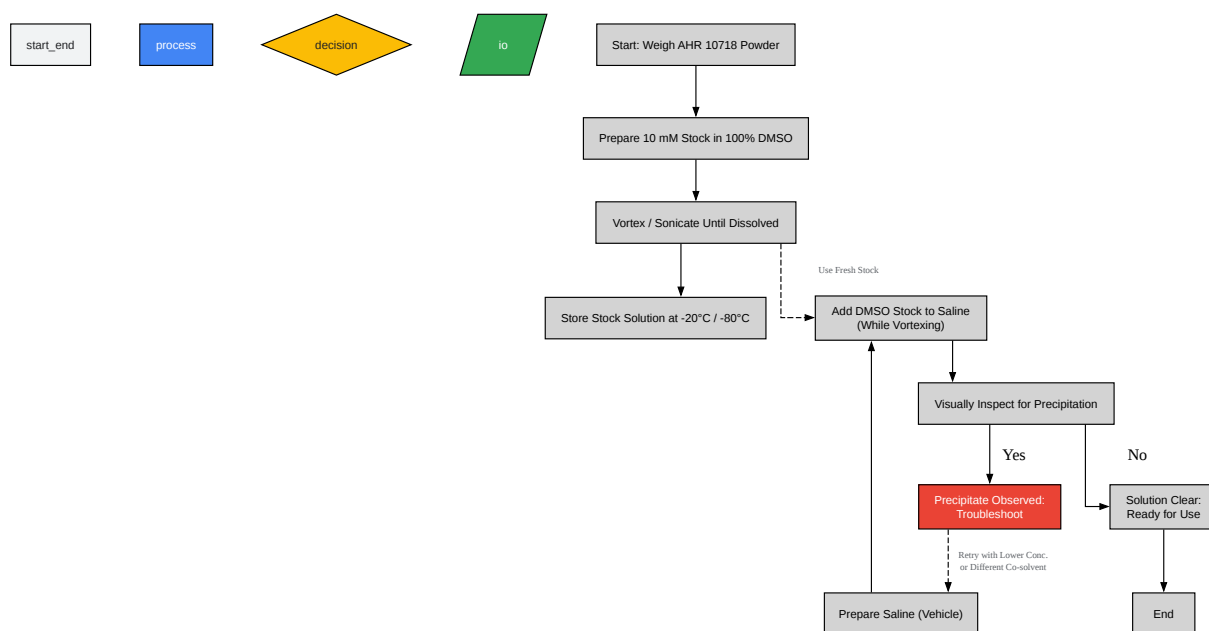 start_end
process
decision
io
Start: Weigh AHR 10718 Powder
Prepare 10 mM Stock in 100% DMSO
Vortex / Sonicate Until Dissolved
Use Fresh Stock
Store Stock Solution at -20°C / -80°C
Add DMSO Stock to Saline
(While Vortexing)
Visually Inspect for Precipitation
Yes
No
Precipitate Observed:
Troubleshoot
Solution Clear:
Ready for Use
Retry with Lower Conc.
or Different Co-solvent
Prepare Saline (Vehicle)
End